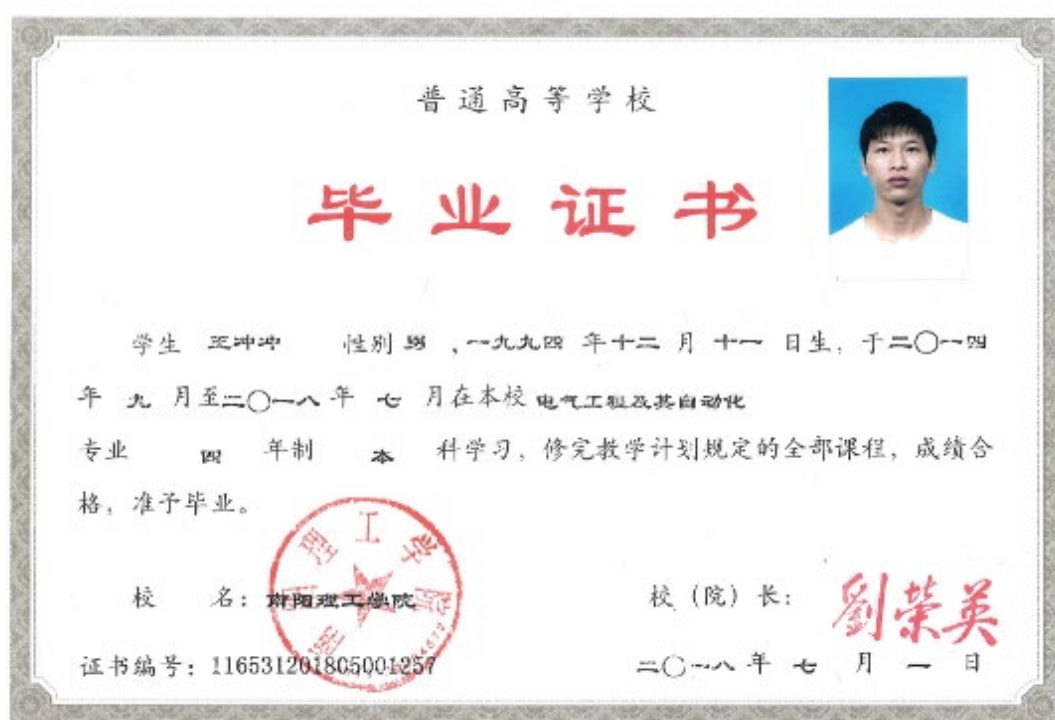 普通高等学校
毕业证书
学生 王冲冲 性别 男 、一九九四 年十二 月 十一 日生，于二〇一四
年 九 月至二〇一八 年 七 月在本校 电气工程及其自动化
专业 四 年制 本 科学习，修完教学计划规定的全部课程，成绩合
格，准予毕业。
校 名：南阳理工學院
校（院）长：劉荣英
证书编号：116531201805001257
二〇一八 年 七 月 一 日